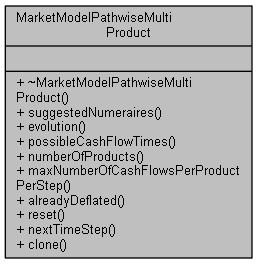 MarketModelPathwiseMulti
Product
+ ~MarketModelPathwiseMulti
Product()
+ suggestedNumeraires()
+ evolution()
+ possibleCashFlowTimes()
+ numberOfProducts()
+ maxNumberOfCashFlowsPerProduct
PerStep()
+ alreadyDeflated()
+ reset()
+ nextTimeStep()
+ clone()